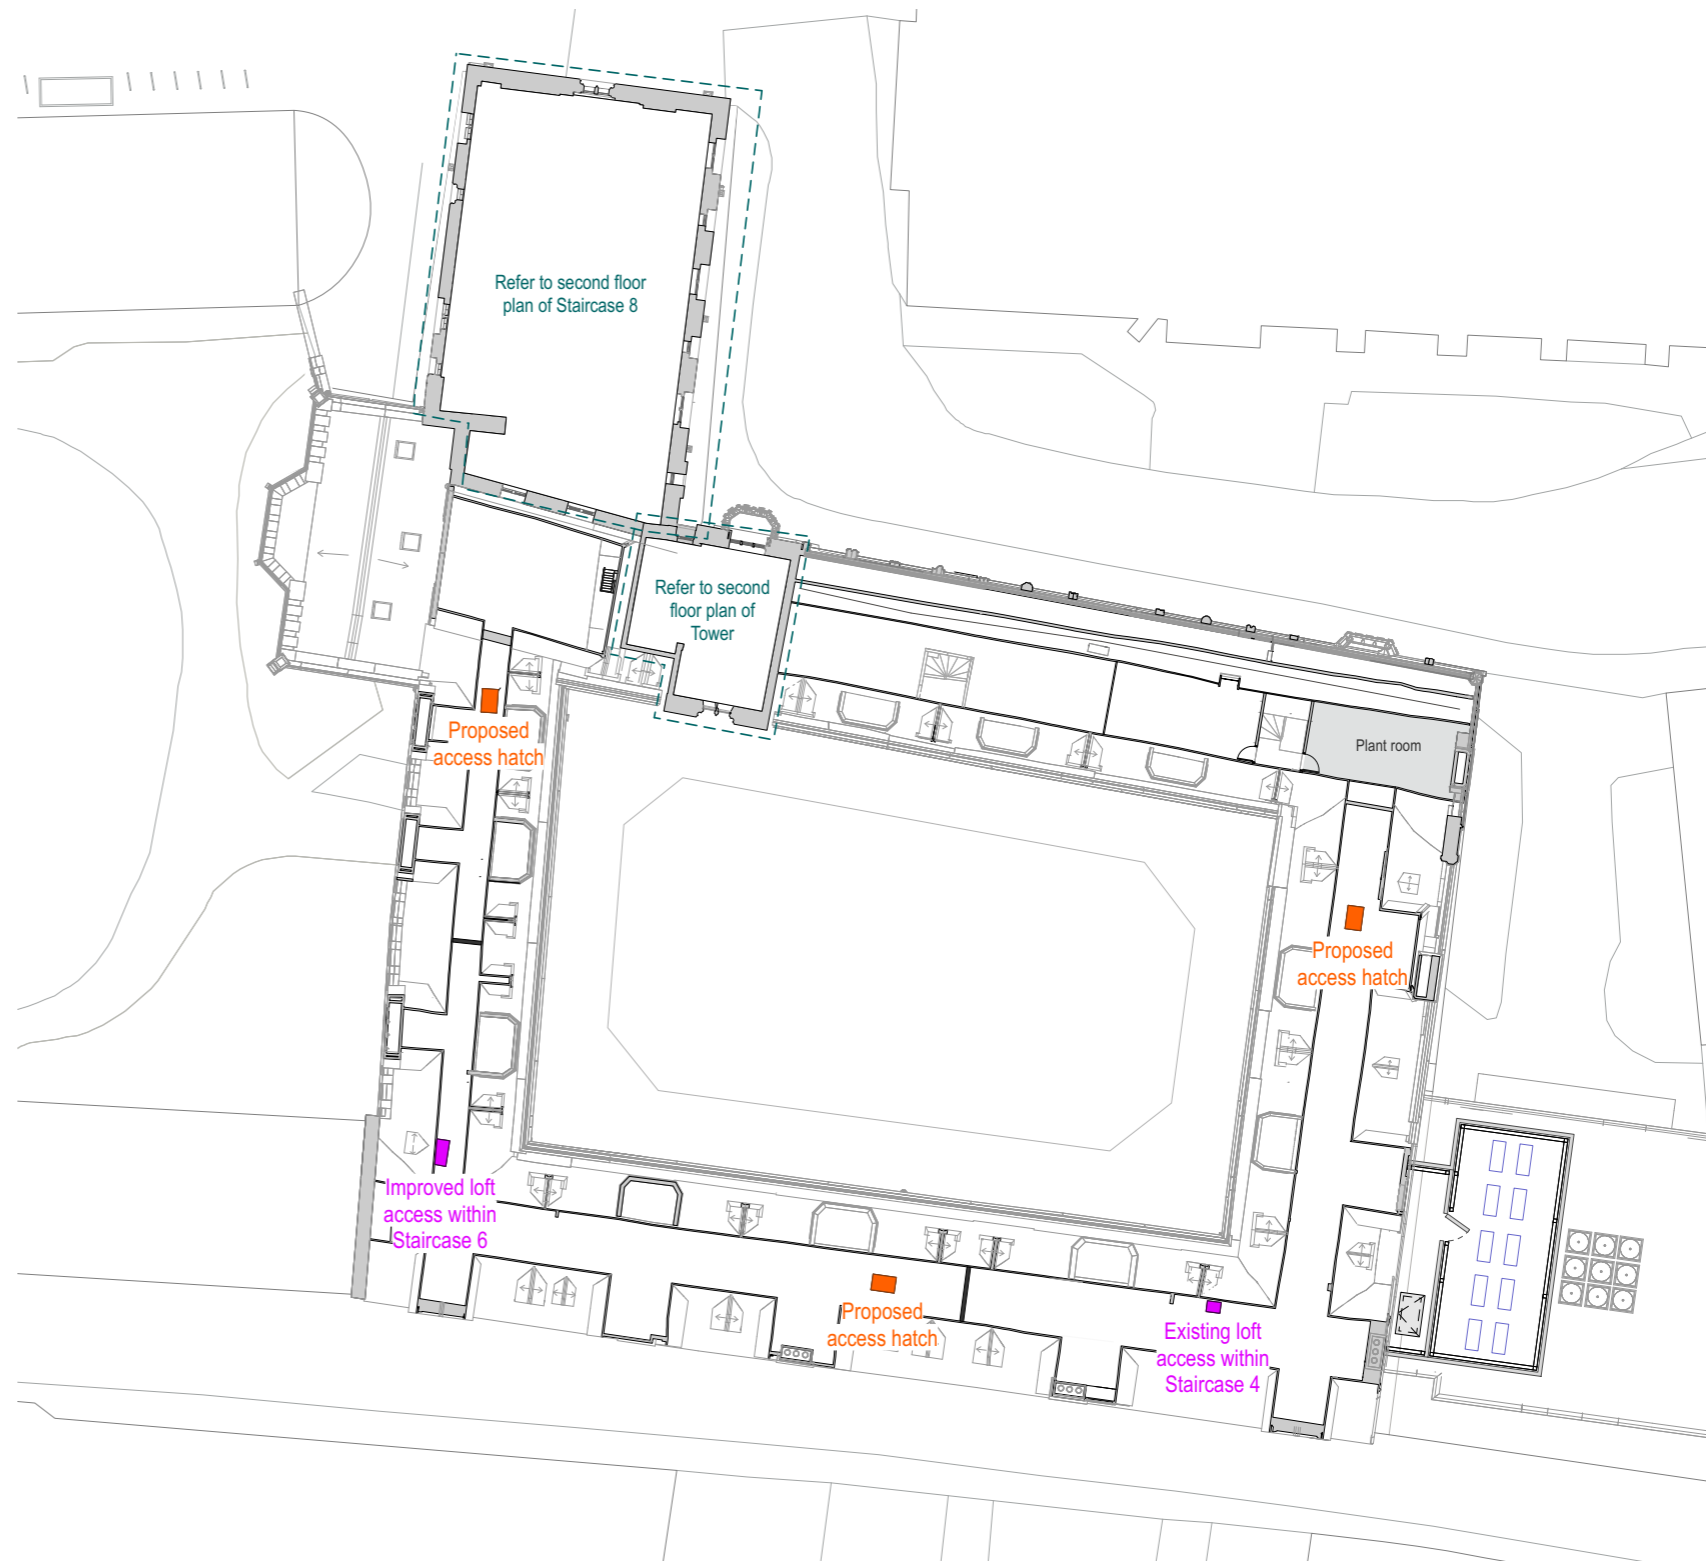 Refer to second floor
plan of Staircase 8
Refer to second
floor plan of
Tower
Proposed
access hatch
Plant room
Proposed
access hatch
Improved loft
access within
Staircase 6
Proposed
access hatch
Existing loft
access within
Staircase 4